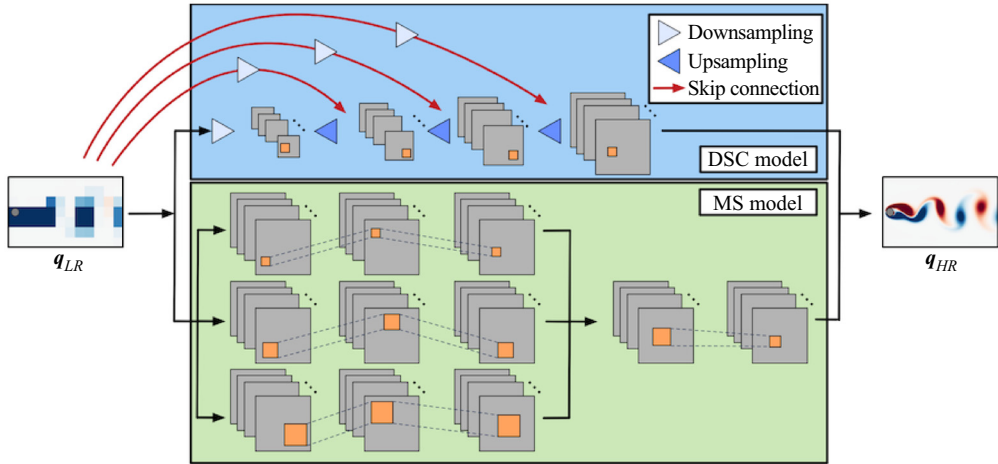 Downsampling
Upsampling
Skip connection
DSC model
MS model
q_LR
q_HR